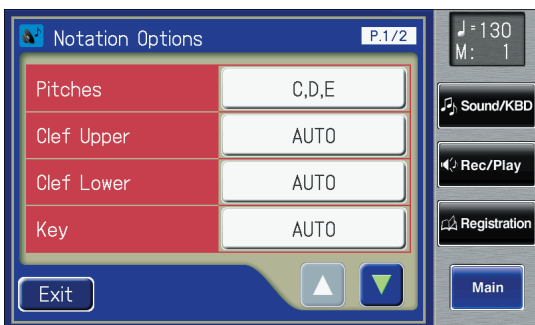 Notation Options P.1/2
Pitches C,D,E
Clef Upper AUTO
Clef Lower AUTO
Key AUTO
Exit
♩=130
M: 1
Sound/KBD
Rec/Play
Registration
Main